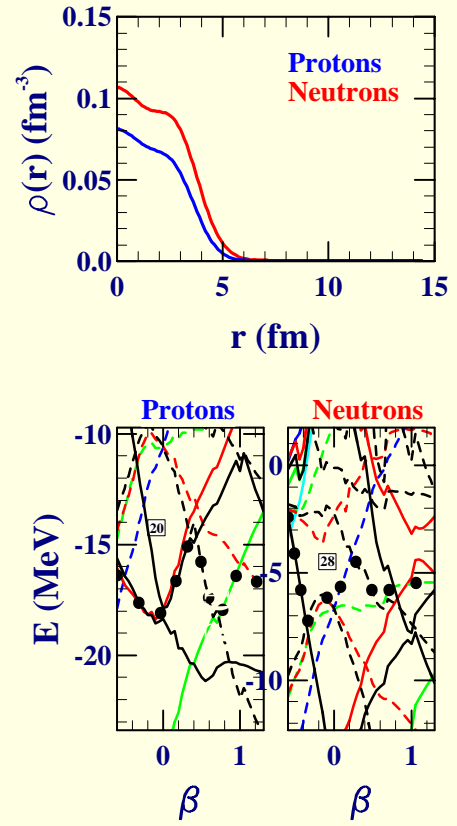 0.15
0.1
0.05
0.0
ρ(r) (fm⁻³)
Protons
Neutrons
0 5 10 15
r (fm)
Protons Neutrons
-10
-15
-20
E (MeV)
20
0
-5
-10
28
0 1 0 1
β β